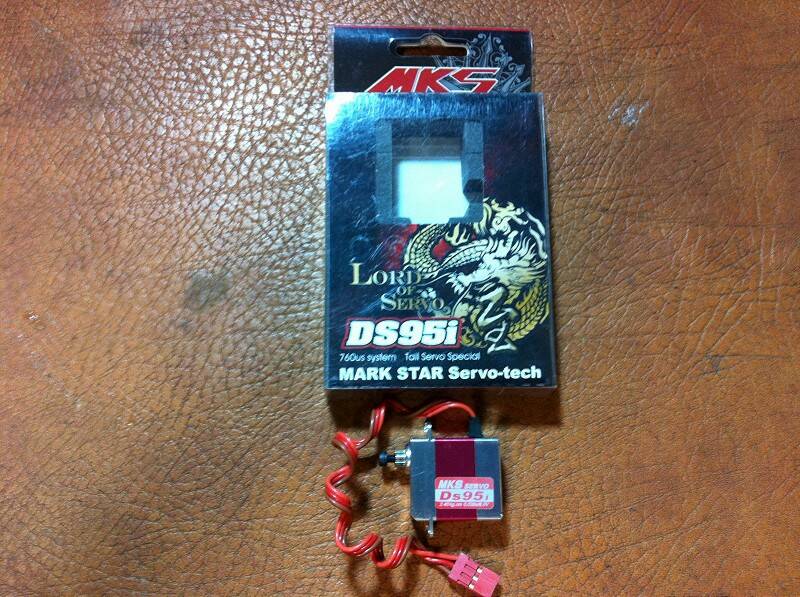 MKS
LORD
OF
SERVO
DS95i
760us system Tail Servo Special
MARK STAR Servo-tech
MKS SERVO
Ds95i